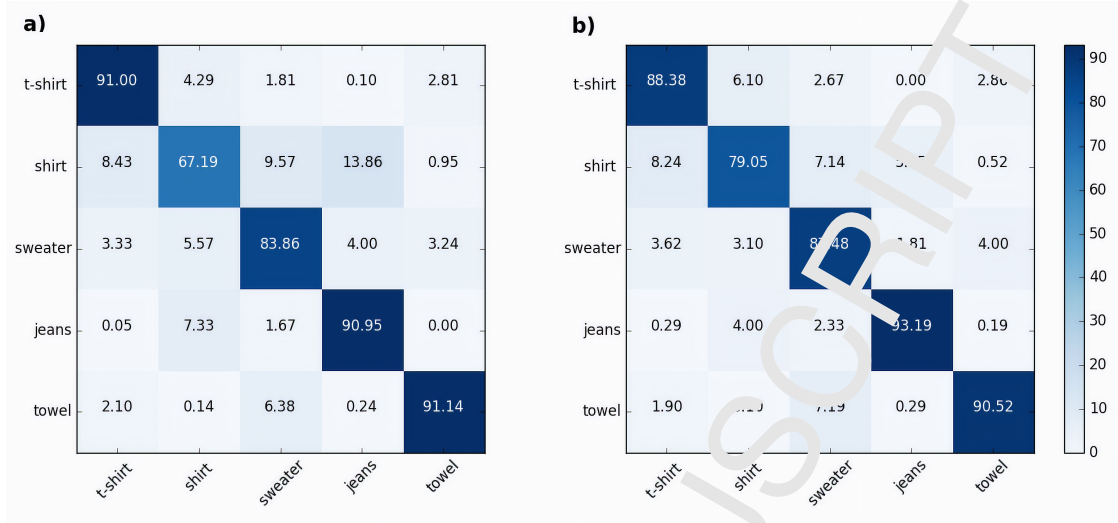 a)
t-shirt 91.00 4.29 1.81 0.10 2.81
shirt 8.43 67.19 9.57 13.86 0.95
sweater 3.33 5.57 83.86 4.00 3.24
jeans 0.05 7.33 1.67 90.95 0.00
towel 2.10 0.14 6.38 0.24 91.14
t-shirt shirt sweater jeans towel
b)
t-shirt 88.38 6.10 2.67 0.00
shirt 8.24 79.05 7.14 0.52
sweater 3.62 3.10 4.00
jeans 0.29 4.00 2.33 93.19 0.19
towel 1.90 7.19 0.29 90.52
t-shirt shirt sweater jeans towel
90
80
70
60
50
40
30
20
10
0
SCRIPT